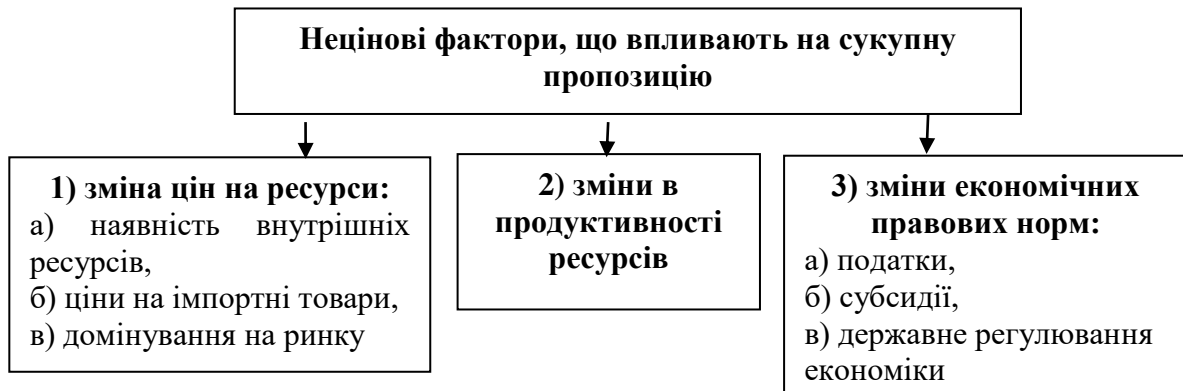 Нецінові фактори, що впливають на сукупну
пропозицію
1) зміна цін на ресурси:
а) наявність внутрішніх
ресурсів,
б) ціни на імпортні товари,
в) домінування на ринку
2) зміни в
продуктивності
ресурсів
3) зміни економічних
правових норм:
а) податки,
б) субсидії,
в) державне регулювання
економіки